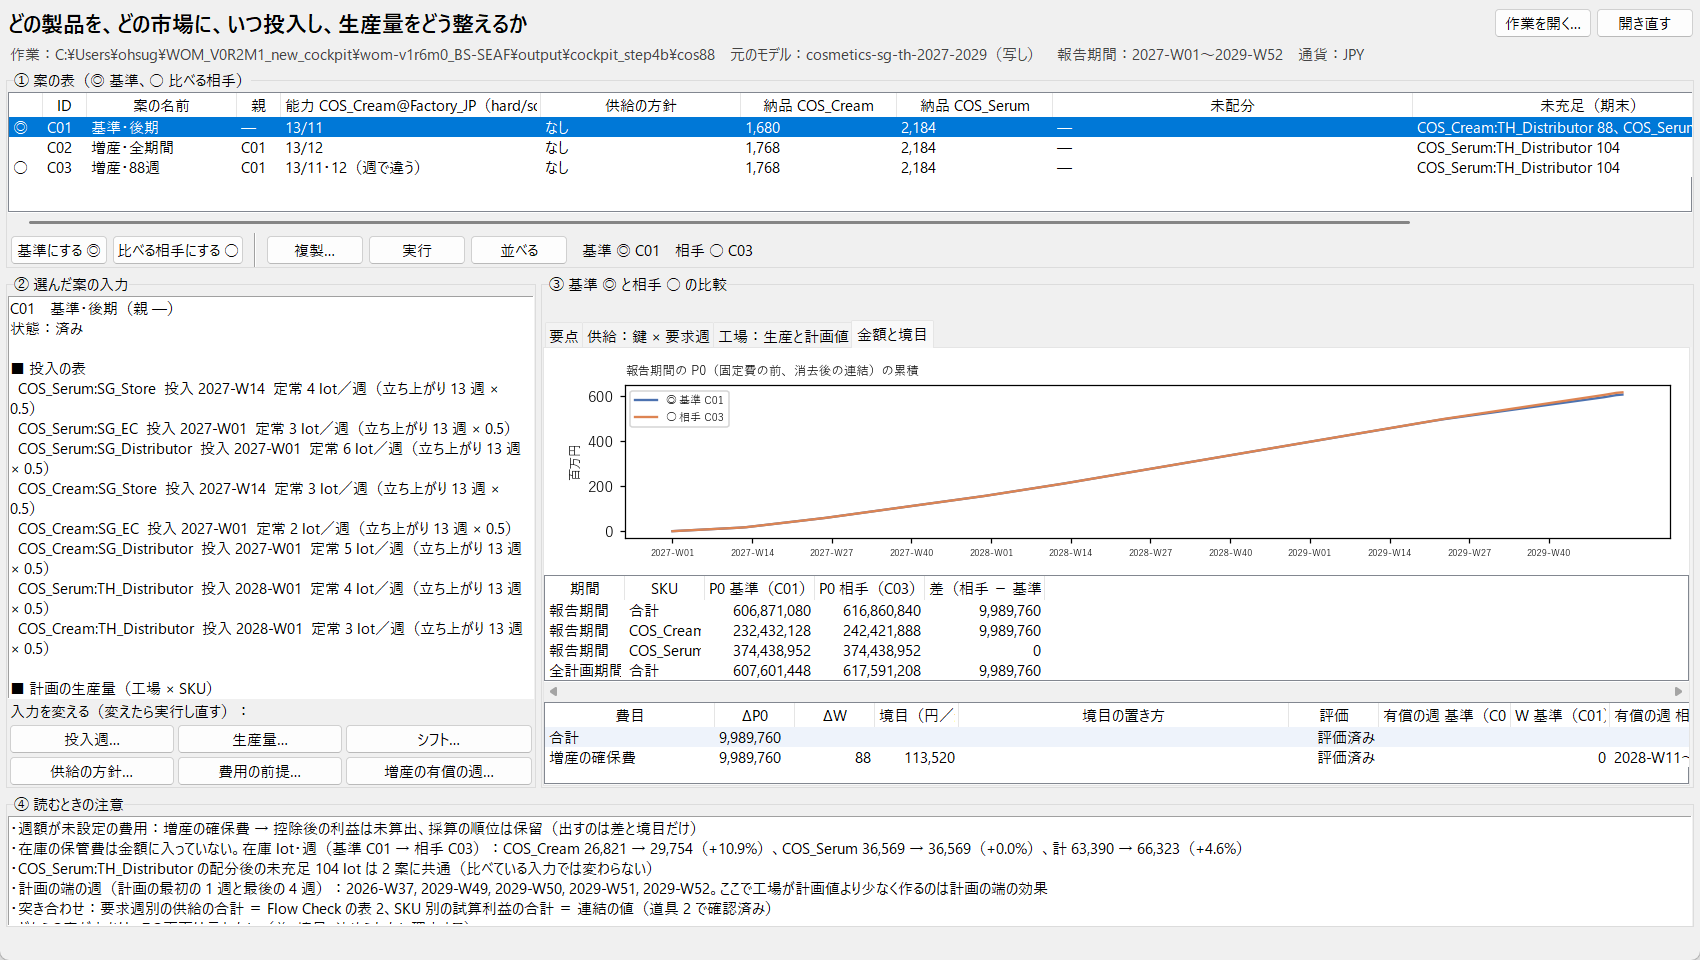 どの製品を、どの市場に、いつ投入し、生産量をどう整えるか
作業を開く...
開き直す
作業：C:¥Users¥ohsug¥WOM_V0R2M1_new_cockpit¥wom-v1r6m0_BS-SEAF¥output¥cockpit_step4b¥cos88　元のモデル：cosmetics-sg-th-2027-2029（写し）　報告期間：2027-W01～2029-W52　通貨：JPY
① 案の表（◎ 基準、○ 比べる相手）
ID 案の名前 親 能力 COS_Cream@Factory_JP（hard/sc 供給の方針 納品 COS_Cream 納品 COS_Serum 未配分 未充足（期末）
◎ C01 基準・後期 — 13/11 なし 1,680 2,184 — COS_Cream:TH_Distributor 88、COS_Serum
C02 増産・全期間 C01 13/12 なし 1,768 2,184 — COS_Serum:TH_Distributor 104
○ C03 増産・88週 C01 13/11・12（週で違う） なし 1,768 2,184 — COS_Serum:TH_Distributor 104
基準にする ◎ 比べる相手にする ○ 複製... 実行 並べる 基準 ◎ C01　相手 ○ C03
② 選んだ案の入力
C01　基準・後期（親 —）
状態：済み
■ 投入の表
COS_Serum:SG_Store 投入 2027-W14 定常 4 lot／週（立ち上がり 13 週 ×
0.5）
COS_Serum:SG_EC 投入 2027-W01 定常 3 lot／週（立ち上がり 13 週 × 0.5）
COS_Serum:SG_Distributor 投入 2027-W01 定常 6 lot／週（立ち上がり 13 週
× 0.5）
COS_Cream:SG_Store 投入 2027-W14 定常 3 lot／週（立ち上がり 13 週 ×
0.5）
COS_Cream:SG_EC 投入 2027-W01 定常 2 lot／週（立ち上がり 13 週 × 0.5）
COS_Cream:SG_Distributor 投入 2027-W01 定常 5 lot／週（立ち上がり 13 週
× 0.5）
COS_Serum:TH_Distributor 投入 2028-W01 定常 4 lot／週（立ち上がり 13 週
× 0.5）
COS_Cream:TH_Distributor 投入 2028-W01 定常 3 lot／週（立ち上がり 13 週
× 0.5）
■ 計画の生産量（工場 × SKU）
入力を変える（変えたら実行し直す）：
投入週... 生産量... シフト...
供給の方針... 費用の前提... 増産の有償の週...
③ 基準 ◎ と相手 ○ の比較
要点 供給：鍵 × 要求週 工場：生産と計画値 金額と境目
報告期間の P0（固定費の前、消去後の連結）の累積
◎ 基準 C01
○ 相手 C03
百万円
600
400
200
0
2027-W01 2027-W14 2027-W27 2027-W40 2028-W01 2028-W14 2028-W27 2028-W40 2029-W01 2029-W14 2029-W27 2029-W40
期間 SKU P0 基準（C01） P0 相手（C03） 差（相手 − 基準
報告期間 合計 606,871,080 616,860,840 9,989,760
報告期間 COS_Cream 232,432,128 242,421,888 9,989,760
報告期間 COS_Serum 374,438,952 374,438,952 0
全計画期間 合計 607,601,448 617,591,208 9,989,760
費目 ΔP0 ΔW 境目（円／ 境目の置き方 評価 有償の週 基準（C0 W 基準（C01） 有償の週 相
合計 9,989,760 評価済み
増産の確保費 9,989,760 88 113,520 評価済み 0 2028-W11～
④ 読むときの注意
・週額が未設定の費用：増産の確保費 → 控除後の利益は未算出、採算の順位は保留（出すのは差と境目だけ）
・在庫の保管費は金額に入っていない。在庫 lot・週（基準 C01 → 相手 C03）：COS_Cream 26,821 → 29,754（+10.9%）、COS_Serum 36,569 → 36,569（+0.0%）、計 63,390 → 66,323（+4.6%）
・COS_Serum:TH_Distributor の配分後の未充足 104 lot は 2 案に共通（比べている入力では変わらない）
・計画の端の週（計画の最初の 1 週と最後の 4 週）：2026-W37, 2029-W49, 2029-W50, 2029-W51, 2029-W52。ここで工場が計画値より少なく作るのは計画の端の効果
・突き合わせ：要求週別の供給の合計 ＝ Flow Check の表 2、SKU 別の試算利益の合計 ＝ 連結の値（道具 2 で確認済み）